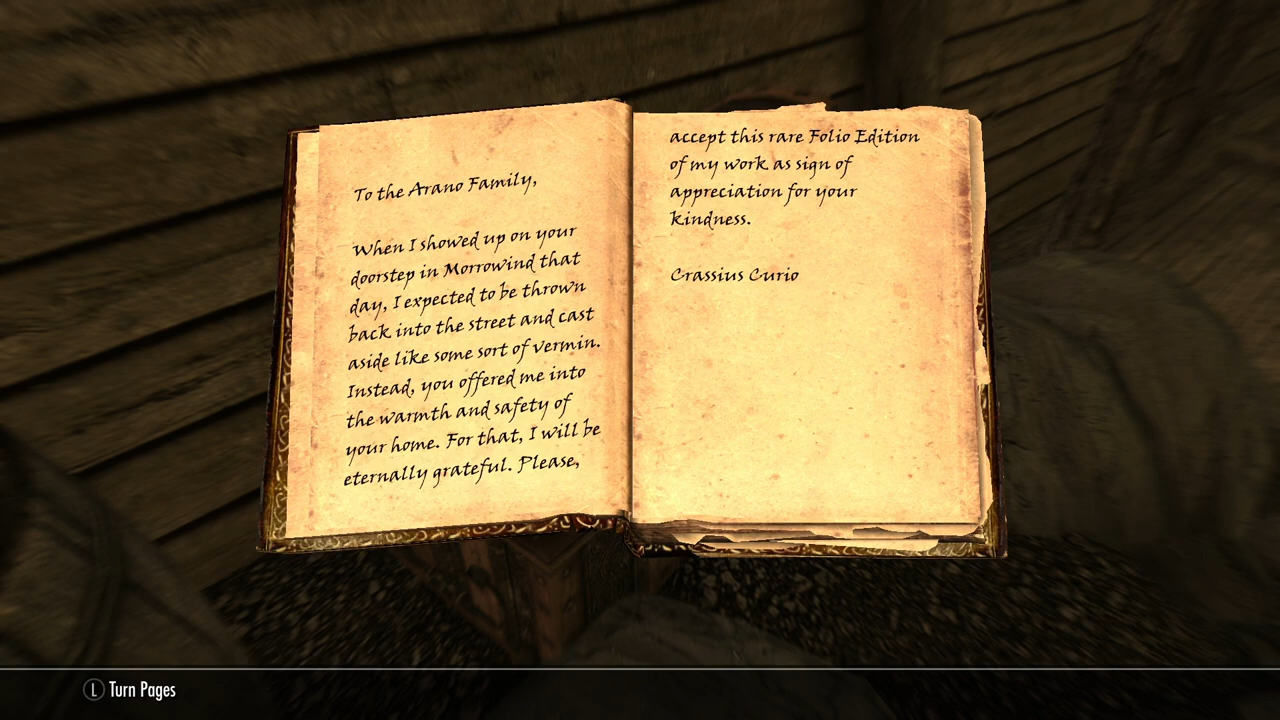 To the Arano Family,
When I showed up on your
doorstep in Morrowind that
day, I expected to be thrown
back into the street and cast
aside like some sort of vermin.
Instead, you offered me into
the warmth and safety of
your home. For that, I will be
eternally grateful. Please,
accept this rare Folio Edition
of my work as sign of
appreciation for your
kindness.
Crassius Curio
L Turn Pages